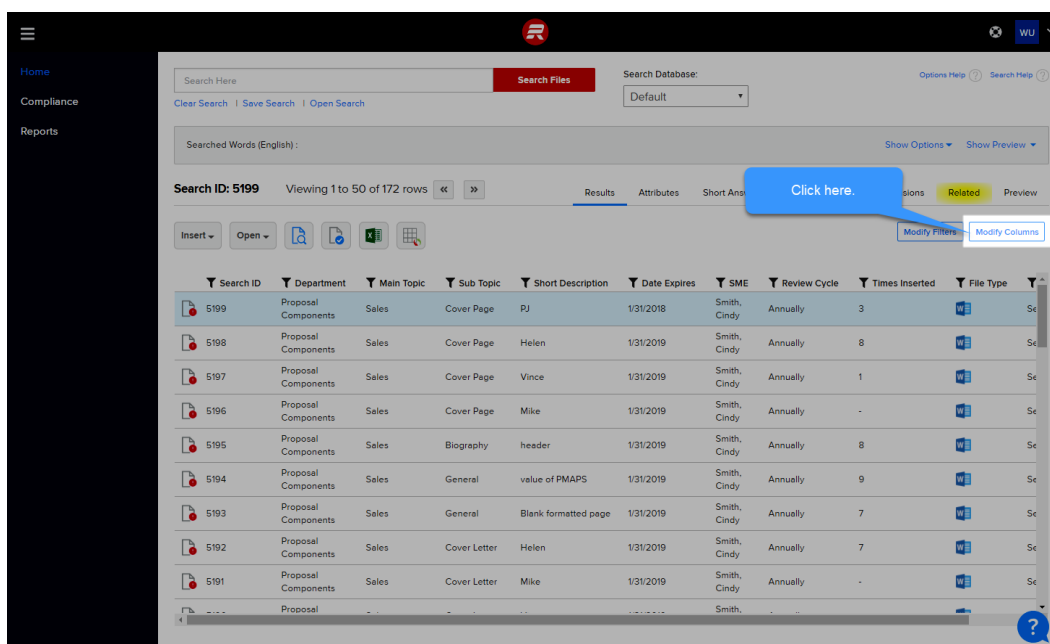 WU
Home
Compliance
Reports
Search Here
Search Files
Search Database:
Default
Options Help ? Search Help ?
Clear Search | Save Search | Open Search
Searched Words (English) :
Show Options Show Preview
Search ID: 5199 Viewing 1 to 50 of 172 rows « »
Results Attributes Short Click here. Related Preview
Insert Open
Modify Filters Modify Columns
Search ID Department Main Topic Sub Topic Short Description Date Expires SME Review Cycle Times Inserted File Type
5199 Proposal Components Sales Cover Page PJ 1/31/2018 Smith, Cindy Annually 3
5198 Proposal Components Sales Cover Page Helen 1/31/2019 Smith, Cindy Annually 8
5197 Proposal Components Sales Cover Page Vince 1/31/2019 Smith, Cindy Annually 1
5196 Proposal Components Sales Cover Page Mike 1/31/2019 Smith, Cindy Annually -
5195 Proposal Components Sales Biography header 1/31/2019 Smith, Cindy Annually 8
5194 Proposal Components Sales General value of PMAPS 1/31/2019 Smith, Cindy Annually 9
5193 Proposal Components Sales General Blank formatted page 1/31/2019 Smith, Cindy Annually 7
5192 Proposal Components Sales Cover Letter Helen 1/31/2019 Smith, Cindy Annually 7
5191 Proposal Components Sales Cover Letter Mike 1/31/2019 Smith, Cindy Annually -
Proposal Smith,
?